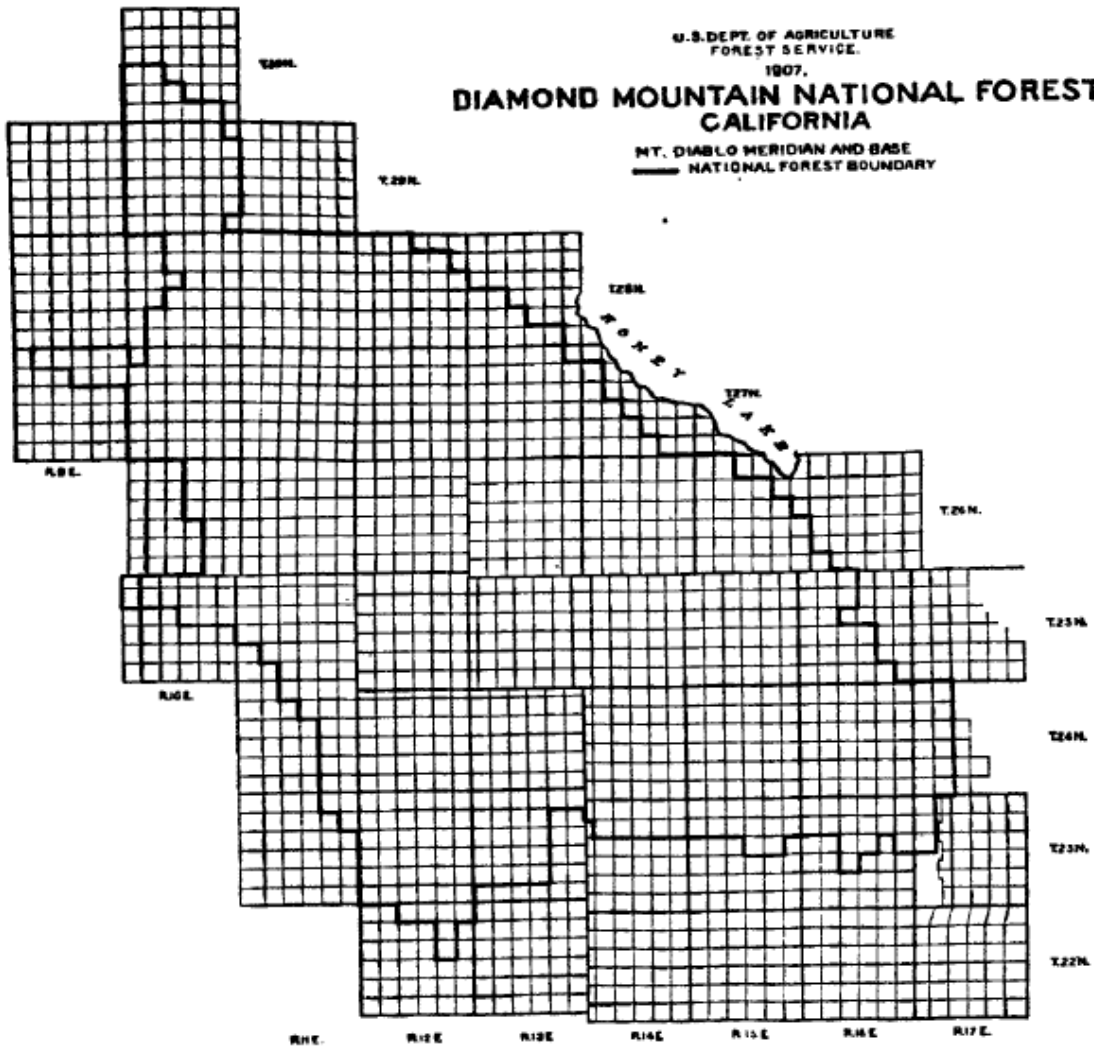 U.S. DEPT. OF AGRICULTURE
FOREST SERVICE.
1907.
DIAMOND MOUNTAIN NATIONAL FOREST
CALIFORNIA
MT. DIABLO MERIDIAN AND BASE
NATIONAL FOREST BOUNDARY
T.30N.
T.29N.
T.28N.
HONEY LAKE
T.27N.
R.9E.
T.26N.
T.25N.
R.10E.
T.24N.
T.23N.
T.22N.
R.11E. R.12E R.13E R.14E R.15E R.16E R.17E.